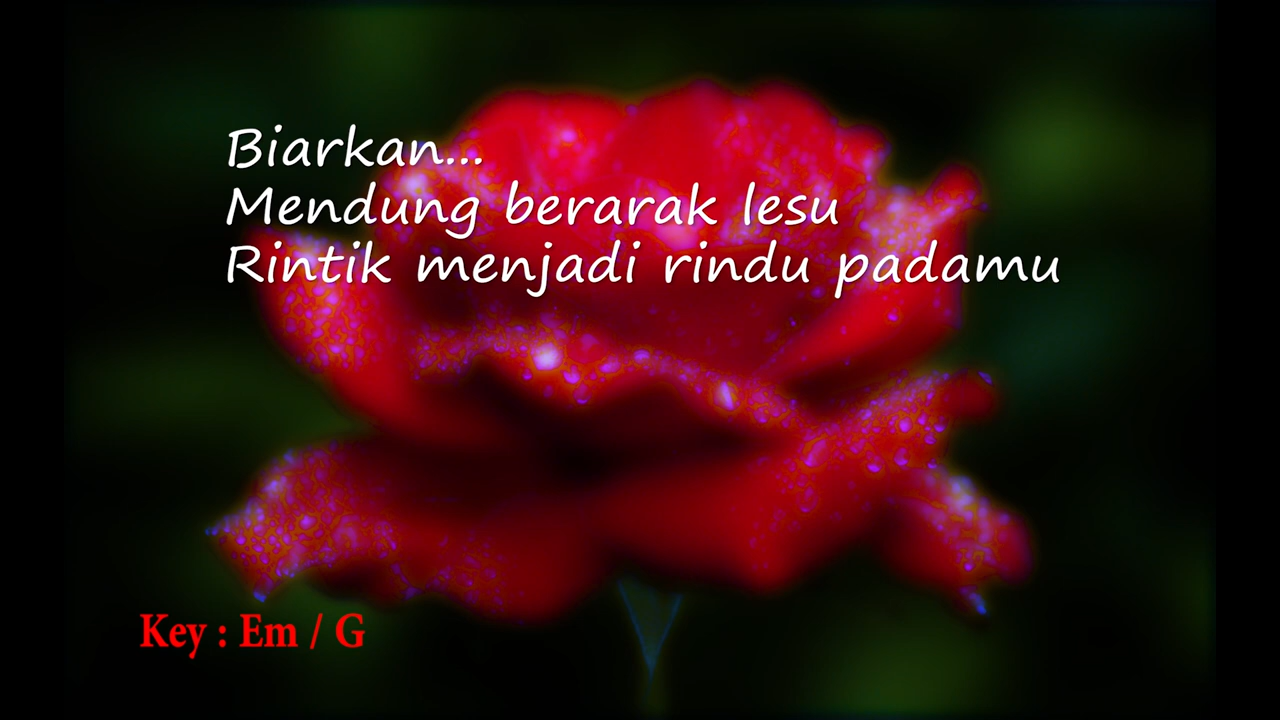 Biarkan...
Mendung berarak lesu
Rintik menjadi rindu padamu
Key : Em / G